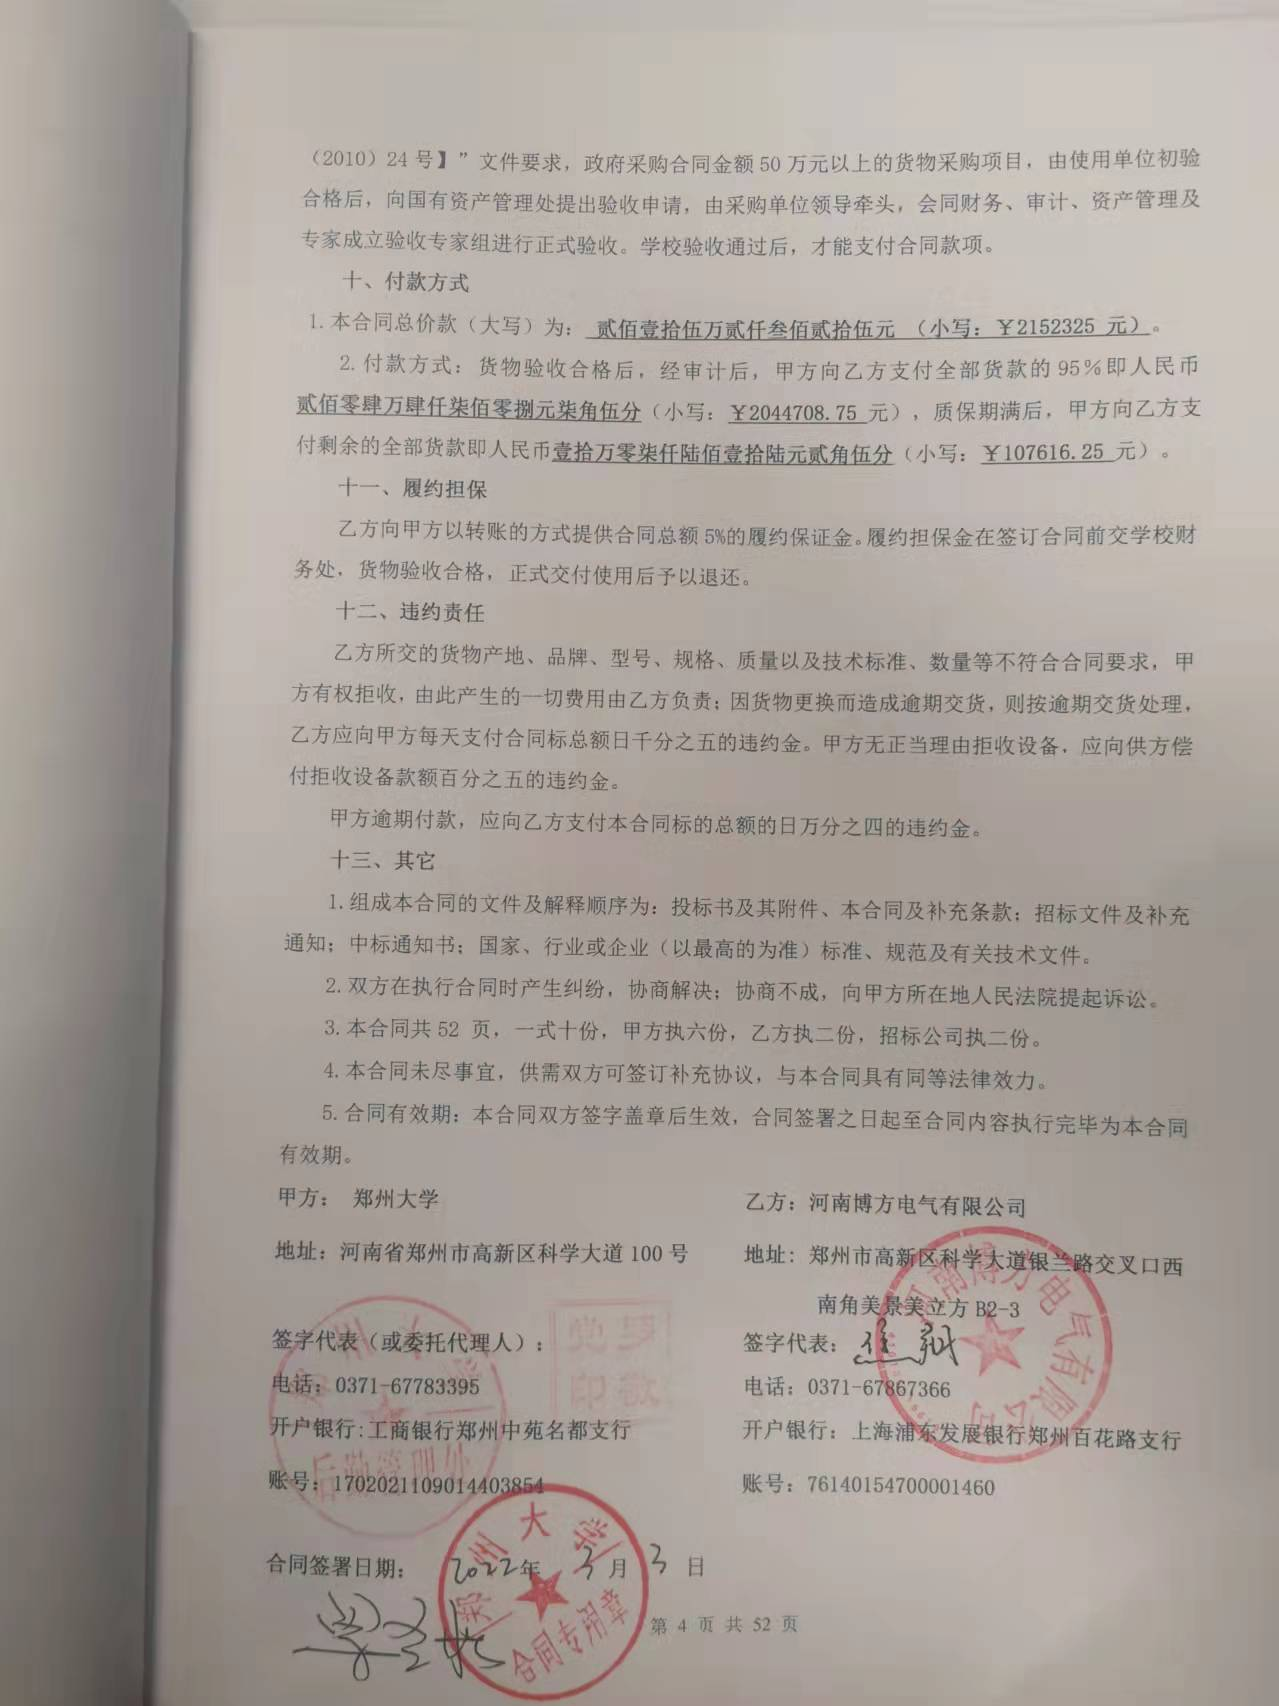 （2010）24 号】”文件要求，政府采购合同金额 50 万元以上的货物采购项目，由使用单位初验
合格后，向国有资产管理处提出验收申请，由采购单位领导牵头，会同财务、审计、资产管理及
专家成立验收专家组进行正式验收。学校验收通过后，才能支付合同款项。
十、付款方式
1. 本合同总价款（大写）为： 贰佰壹拾伍万贰仟叁佰贰拾伍元 （小写：￥2152325 元）。
2. 付款方式：货物验收合格后，经审计后，甲方向乙方支付全部货款的 95％即人民币
贰佰零肆万肆仟柒佰零捌元柒角伍分（小写：￥2044708.75 元），质保期满后，甲方向乙方支
付剩余的全部货款即人民币壹拾万零柒仟陆佰壹拾陆元贰角伍分（小写：￥107616.25 元）。
十一、履约担保
乙方向甲方以转账的方式提供合同总额 5%的履约保证金。履约担保金在签订合同前交学校财
务处，货物验收合格，正式交付使用后予以退还。
十二、违约责任
乙方所交的货物产地、品牌、型号、规格、质量以及技术标准、数量等不符合合同要求，甲
方有权拒收，由此产生的一切费用由乙方负责；因货物更换而造成逾期交货，则按逾期交货处理，
乙方应向甲方每天支付合同标总额日千分之五的违约金。甲方无正当理由拒收设备，应向供方偿
付拒收设备款额百分之五的违约金。
甲方逾期付款，应向乙方支付本合同标的总额的日万分之四的违约金。
十三、其它
1. 组成本合同的文件及解释顺序为：投标书及其附件、本合同及补充条款；招标文件及补充
通知；中标通知书；国家、行业或企业（以最高的为准）标准、规范及有关技术文件。
2. 双方在执行合同时产生纠纷，协商解决；协商不成，向甲方所在地人民法院提起诉讼。
3. 本合同共 52 页，一式十份，甲方执六份，乙方执二份，招标公司执二份。
4. 本合同未尽事宜，供需双方可签订补充协议，与本合同具有同等法律效力。
5. 合同有效期：本合同双方签字盖章后生效，合同签署之日起至合同内容执行完毕为本合同
有效期。
甲方： 郑州大学
乙方：河南博方电气有限公司
地址：河南省郑州市高新区科学大道 100 号
地址：郑州市高新区科学大道银兰路交叉口西
南角美景美立方 B2-3
签字代表（或委托代理人）：
签字代表：
电话：0371-67783395
电话：0371-67867366
开户银行:工商银行郑州中苑名都支行
开户银行：上海浦东发展银行郑州百花路支行
账号：1702021109014403854
账号：76140154700001460
合同签署日期： 2022年 3月 3日
郑州大学
后勤管理处
河南博方电气有限公司
郑州大学
合同专用章
第 4 页 共 52 页